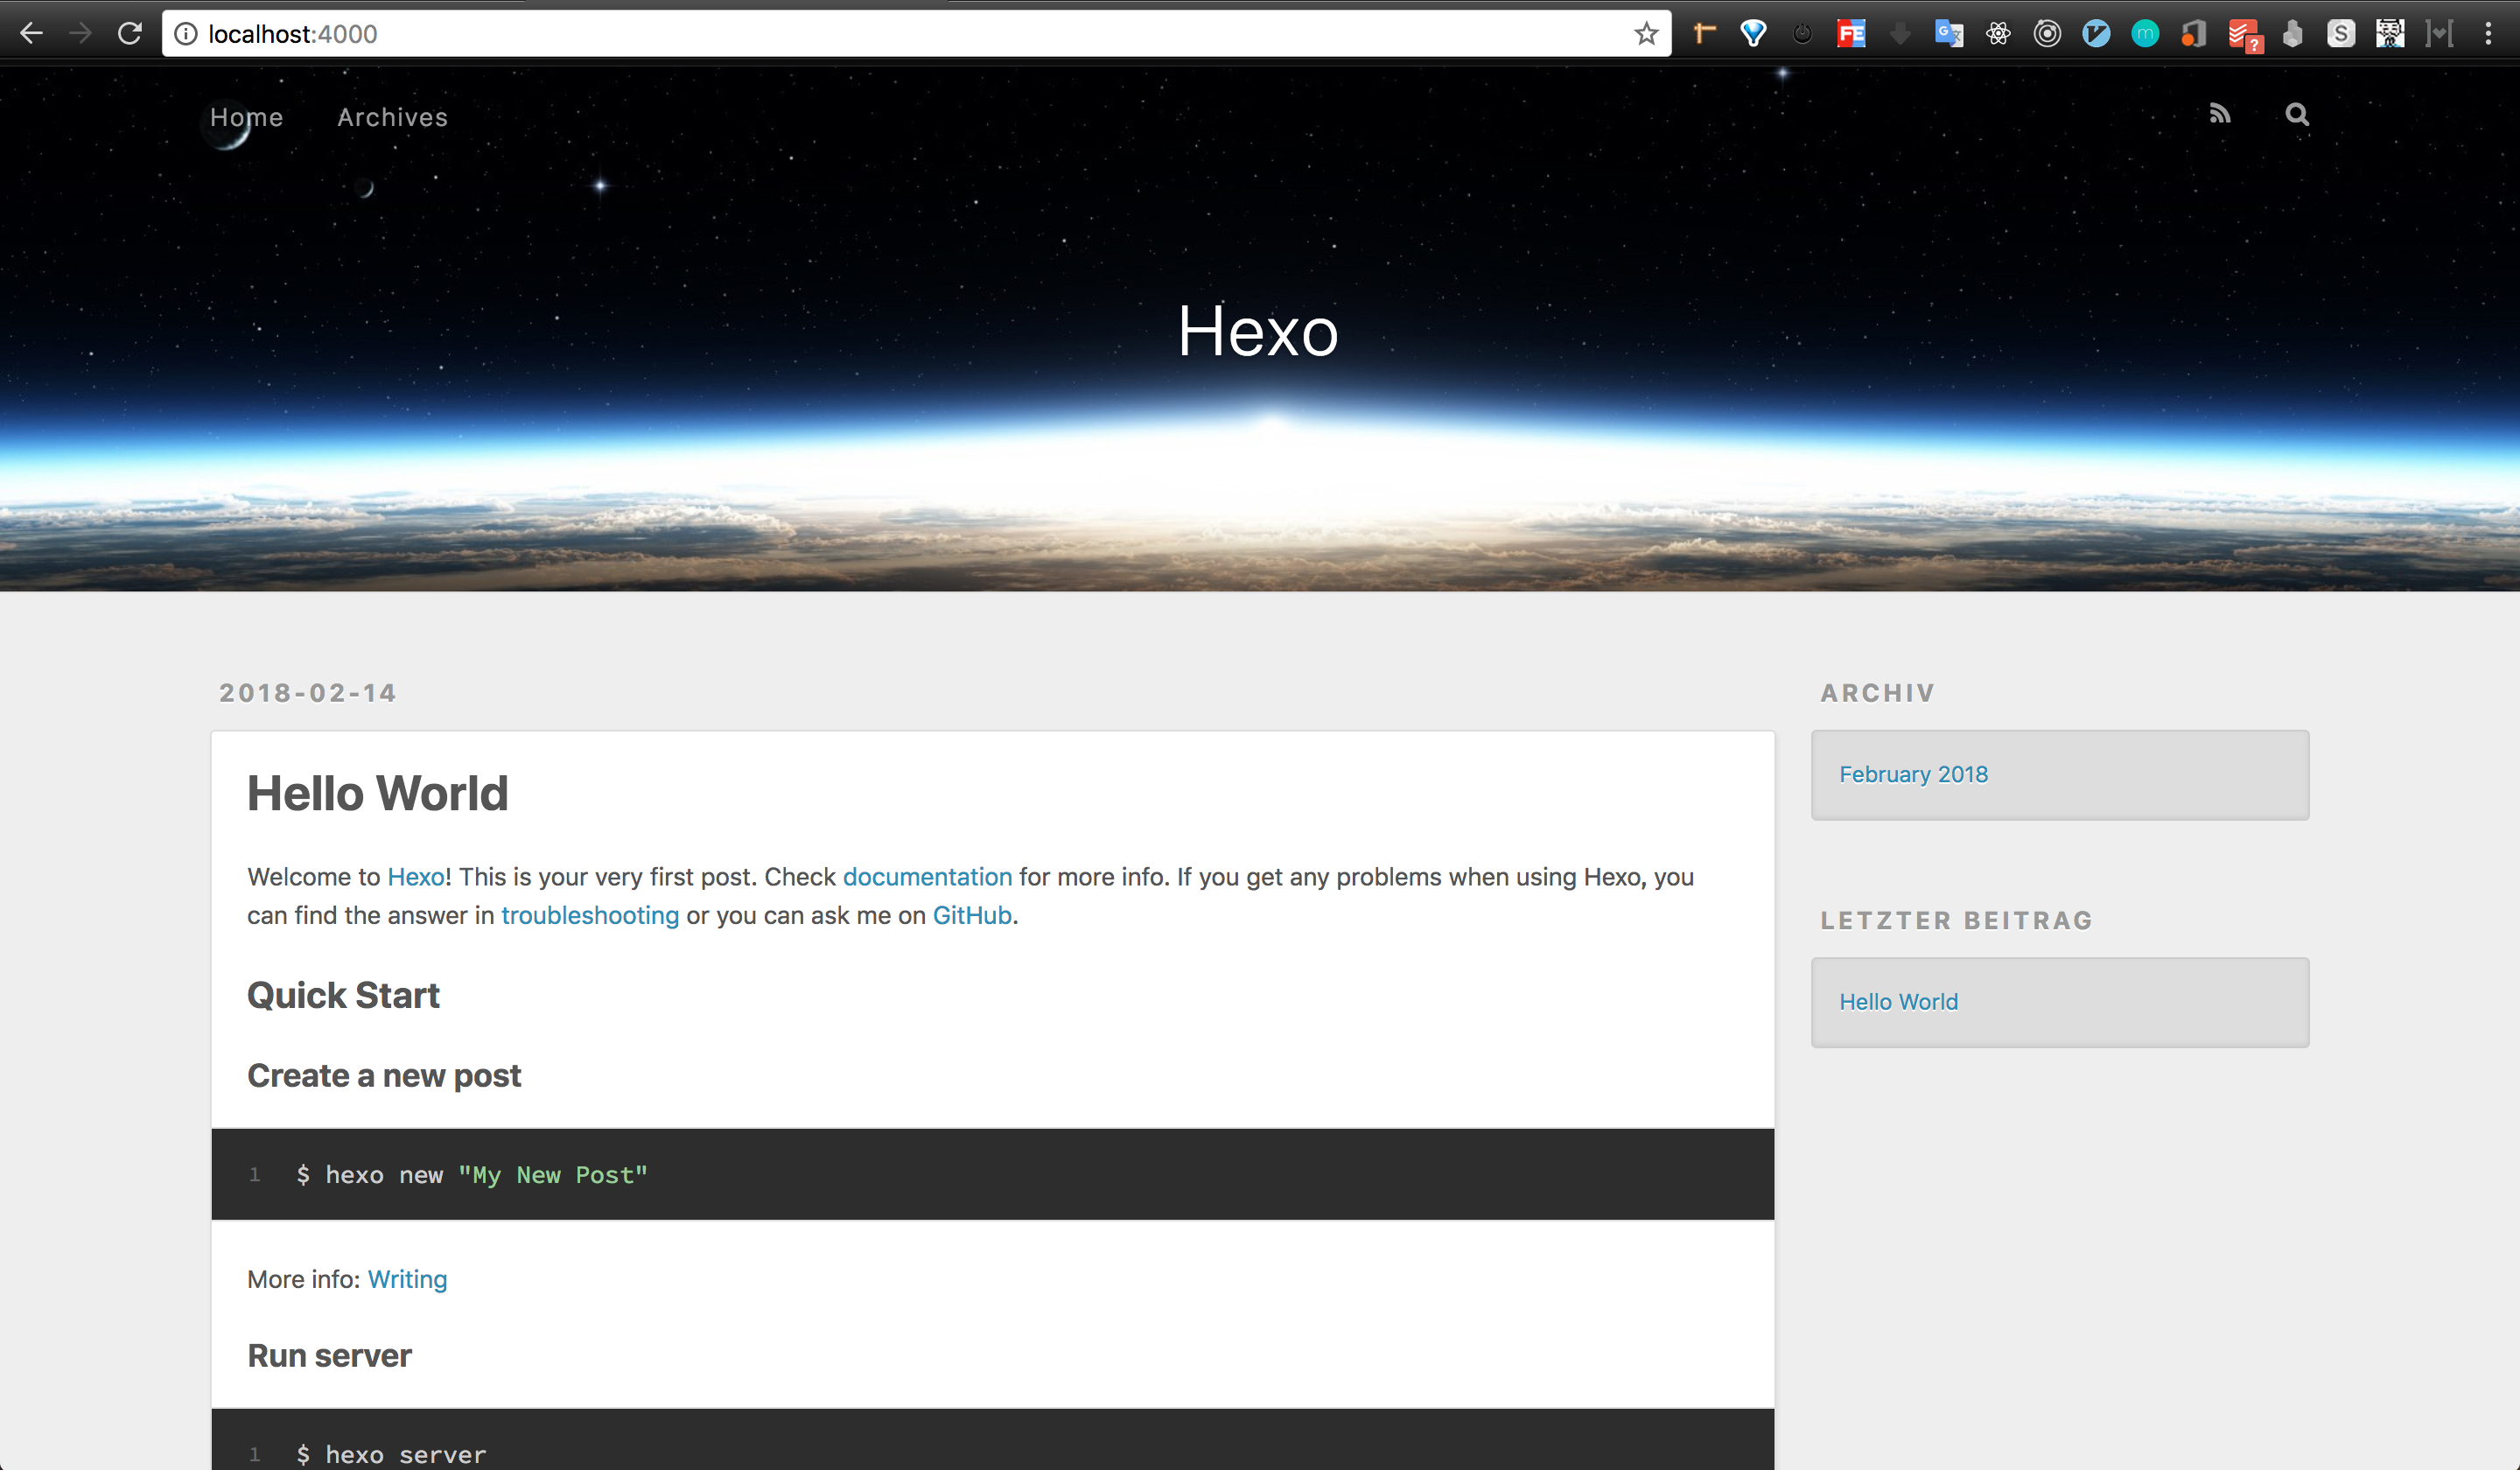 localhost:4000
Home Archives
Hexo
2018-02-14
Hello World
Welcome to Hexo! This is your very first post. Check documentation for more info. If you get any problems when using Hexo, you
can find the answer in troubleshooting or you can ask me on GitHub.
Quick Start
Create a new post
1 $ hexo new "My New Post"
More info: Writing
Run server
1 $ hexo server
ARCHIV
February 2018
LETZTER BEITRAG
Hello World